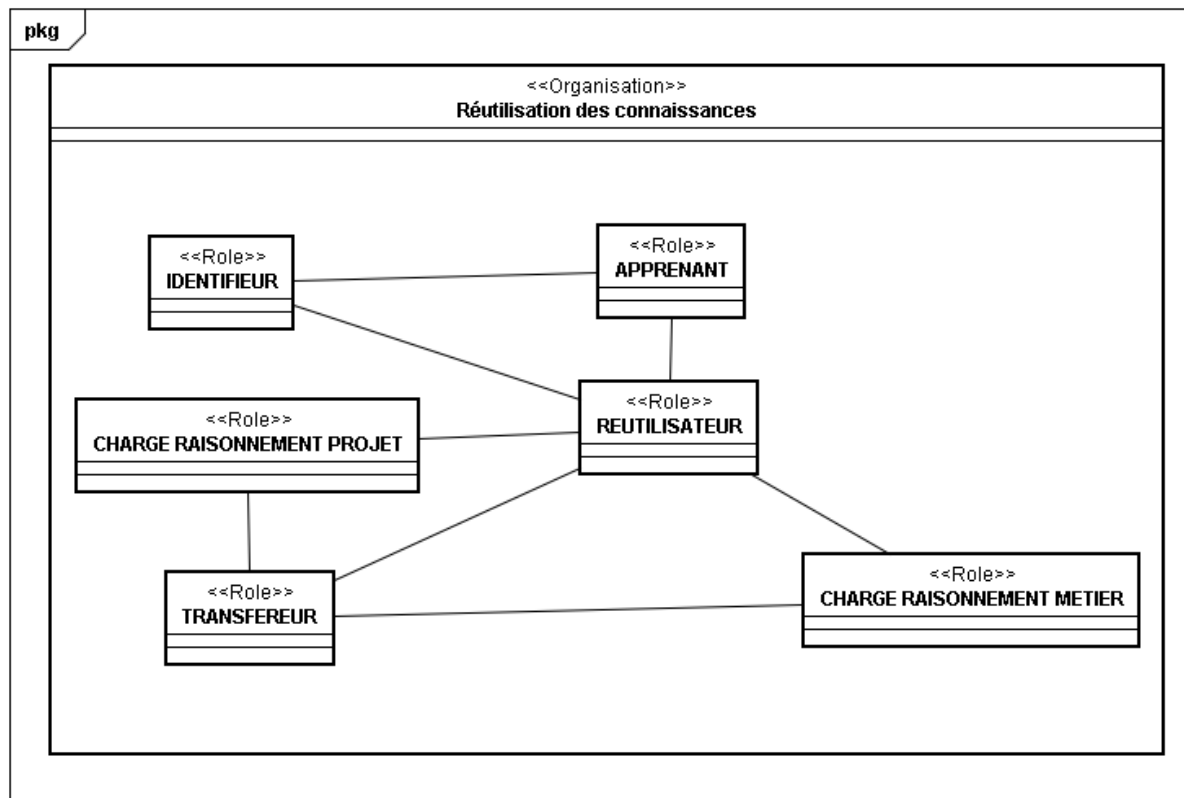 pkg
<<Organisation>>
Réutilisation des connaissances
<<Role>>
IDENTIFIEUR
<<Role>>
APPRENANT
<<Role>>
CHARGE RAISONNEMENT PROJET
<<Role>>
REUTILISATEUR
<<Role>>
TRANSFEREUR
<<Role>>
CHARGE RAISONNEMENT METIER